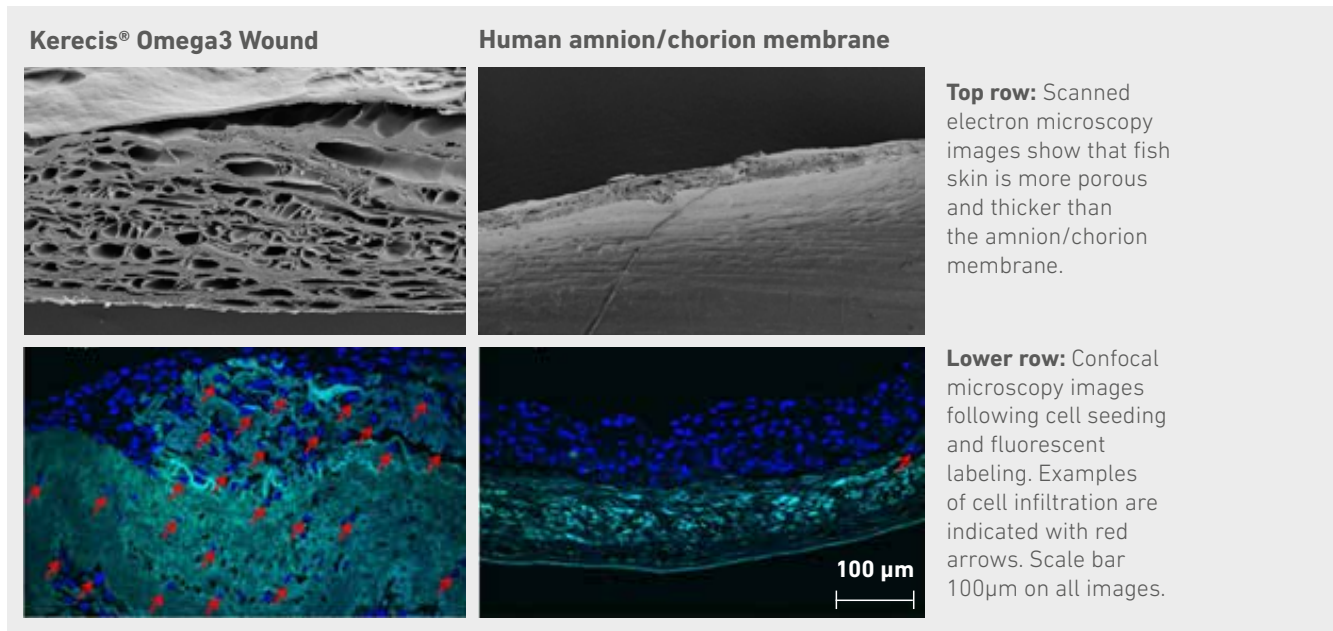 Kerecis® Omega3 Wound
Human amnion/chorion membrane
Top row: Scanned
electron microscopy
images show that fish
skin is more porous
and thicker than
the amnion/chorion
membrane.
Lower row: Confocal
microscopy images
following cell seeding
and fluorescent
labeling. Examples
of cell infiltration are
indicated with red
arrows. Scale bar
100µm on all images.
100 µm